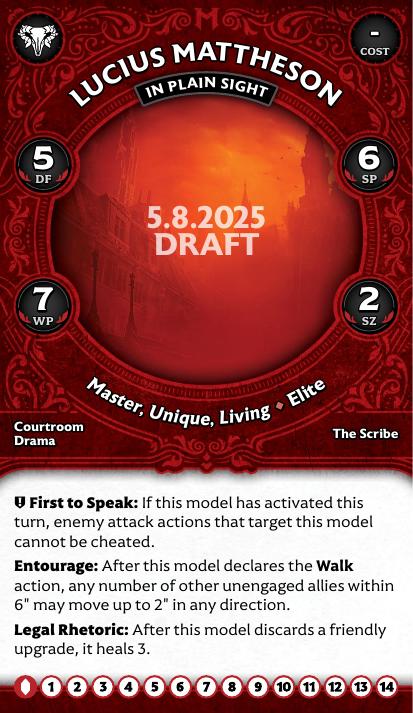 -
COST
LUCIUS MATTHESON
IN PLAIN SIGHT
5
DF
6
SP
5.8.2025
DRAFT
7
WP
2
SZ
Master, Unique, Living ♦ Elite
Courtroom
Drama
The Scribe
First to Speak: If this model has activated this
turn, enemy attack actions that target this model
cannot be cheated.
Entourage: After this model declares the Walk
action, any number of other unengaged allies within
6" may move up to 2" in any direction.
Legal Rhetoric: After this model discards a friendly
upgrade, it heals 3.
1 2 3 4 5 6 7 8 9 10 11 12 13 14